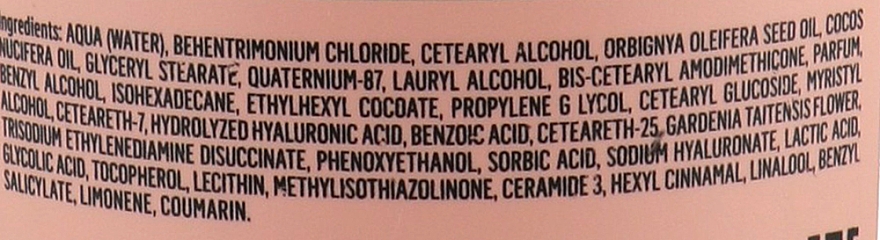 Ingredients: AQUA (WATER), BEHENTRIMONIUM CHLORIDE, CETEARYL ALCOHOL, ORBIGNYA OLEIFERA SEED OIL, COCOS
NUCIFERA OIL, GLYCERYL STEARATE, QUATERNIUM-87, LAURYL ALCOHOL, BIS-CETEARYL AMODIMETHICONE, PARFUM,
BENZYL ALCOHOL, ISOHEXADECANE, ETHYLHEXYL COCOATE, PROPYLENE G LYCOL, CETEARYL GLUCOSIDE, MYRISTYL
ALCOHOL, CETEARETH-7, HYDROLYZED HYALURONIC ACID, BENZOIC ACID, CETEARETH-25, GARDENIA TAITENSIS FLOWER,
TRISODIUM ETHYLENEDIAMINE DISUCCINATE, PHENOXYETHANOL, SORBIC ACID, SODIUM HYALURONATE, LACTIC ACID,
GLYCOLIC ACID, TOCOPHEROL, LECITHIN, METHYLISOTHIAZOLINONE, CERAMIDE 3, HEXYL CINNAMAL, LINALOOL, BENZYL
SALICYLATE, LIMONENE, COUMARIN.